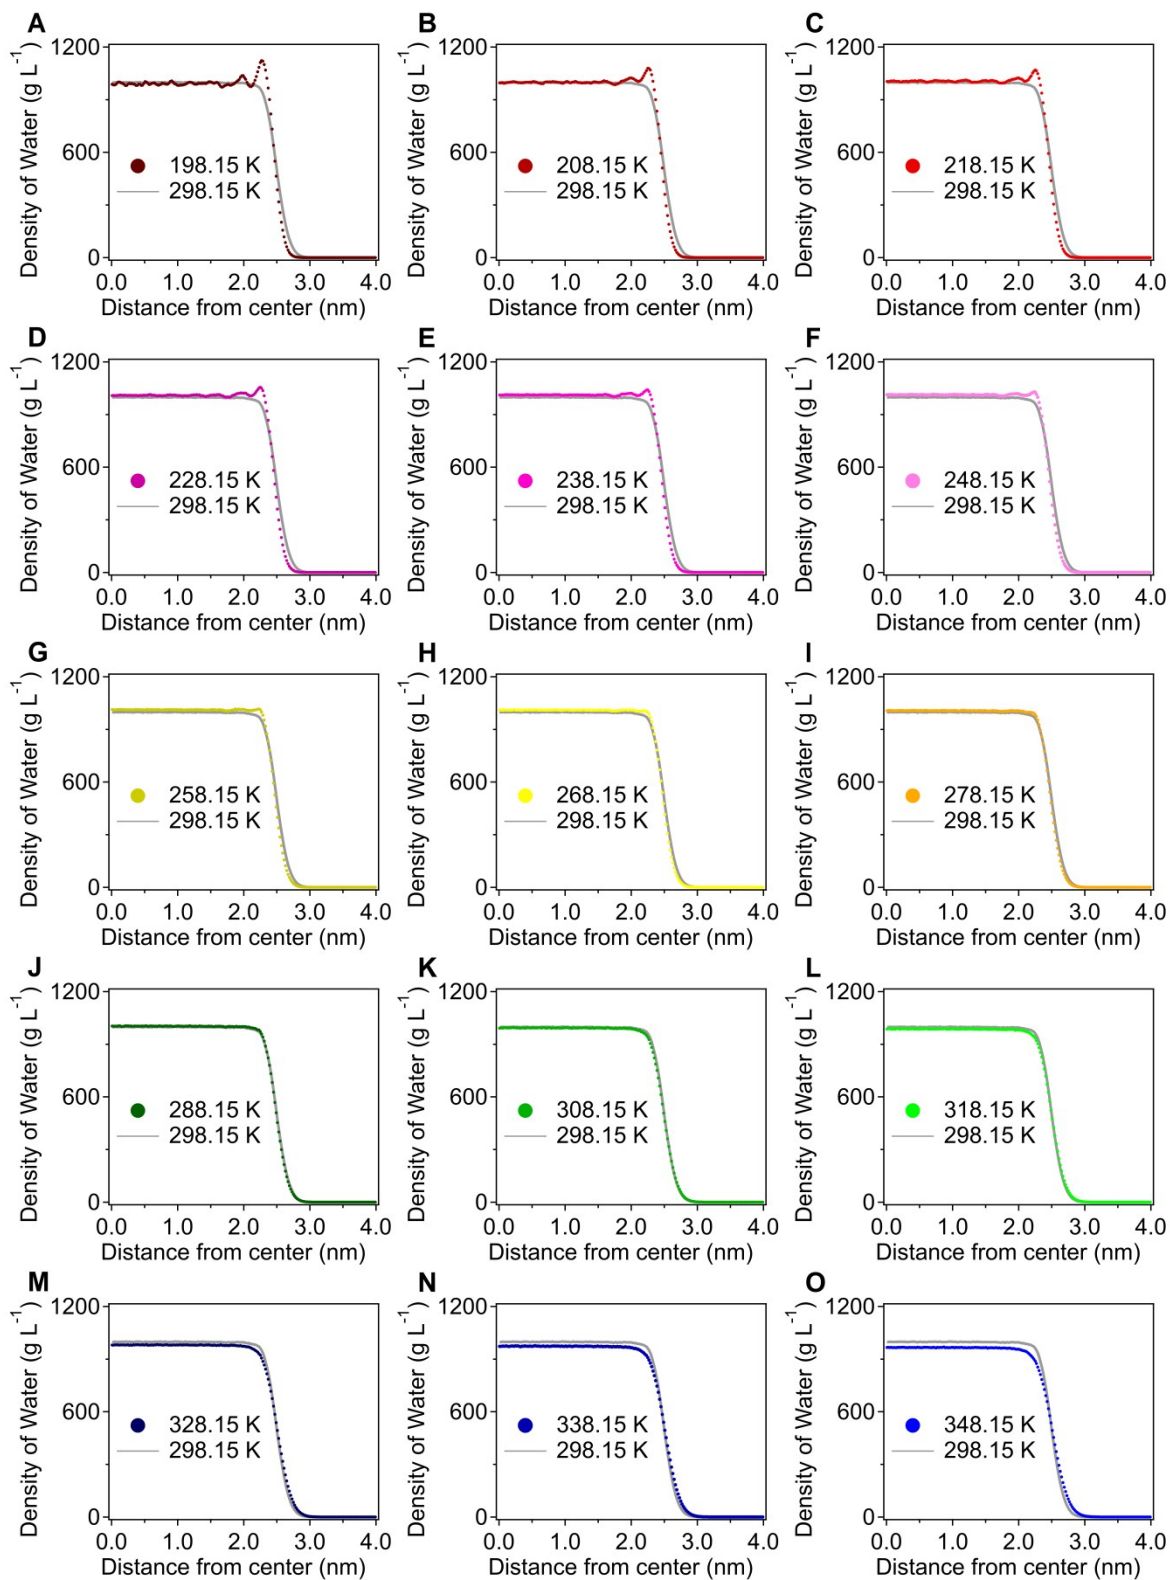 A
Density of Water (g L⁻¹)
1200
600
0
198.15 K
298.15 K
0.0 1.0 2.0 3.0 4.0
Distance from center (nm)
B
Density of Water (g L⁻¹)
1200
600
0
208.15 K
298.15 K
0.0 1.0 2.0 3.0 4.0
Distance from center (nm)
C
Density of Water (g L⁻¹)
1200
600
0
218.15 K
298.15 K
0.0 1.0 2.0 3.0 4.0
Distance from center (nm)
D
Density of Water (g L⁻¹)
1200
600
0
228.15 K
298.15 K
0.0 1.0 2.0 3.0 4.0
Distance from center (nm)
E
Density of Water (g L⁻¹)
1200
600
0
238.15 K
298.15 K
0.0 1.0 2.0 3.0 4.0
Distance from center (nm)
F
Density of Water (g L⁻¹)
1200
600
0
248.15 K
298.15 K
0.0 1.0 2.0 3.0 4.0
Distance from center (nm)
G
Density of Water (g L⁻¹)
1200
600
0
258.15 K
298.15 K
0.0 1.0 2.0 3.0 4.0
Distance from center (nm)
H
Density of Water (g L⁻¹)
1200
600
0
268.15 K
298.15 K
0.0 1.0 2.0 3.0 4.0
Distance from center (nm)
I
Density of Water (g L⁻¹)
1200
600
0
278.15 K
298.15 K
0.0 1.0 2.0 3.0 4.0
Distance from center (nm)
J
Density of Water (g L⁻¹)
1200
600
0
288.15 K
298.15 K
0.0 1.0 2.0 3.0 4.0
Distance from center (nm)
K
Density of Water (g L⁻¹)
1200
600
0
308.15 K
298.15 K
0.0 1.0 2.0 3.0 4.0
Distance from center (nm)
L
Density of Water (g L⁻¹)
1200
600
0
318.15 K
298.15 K
0.0 1.0 2.0 3.0 4.0
Distance from center (nm)
M
Density of Water (g L⁻¹)
1200
600
0
328.15 K
298.15 K
0.0 1.0 2.0 3.0 4.0
Distance from center (nm)
N
Density of Water (g L⁻¹)
1200
600
0
338.15 K
298.15 K
0.0 1.0 2.0 3.0 4.0
Distance from center (nm)
O
Density of Water (g L⁻¹)
1200
600
0
348.15 K
298.15 K
0.0 1.0 2.0 3.0 4.0
Distance from center (nm)